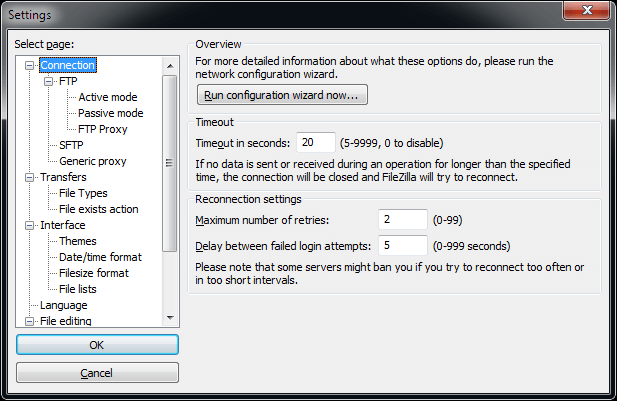 Settings
Select page:
Connection
FTP
Active mode
Passive mode
FTP Proxy
SFTP
Generic proxy
Transfers
File Types
File exists action
Interface
Themes
Date/time format
Filesize format
File lists
Language
File editing
OK
Cancel
Overview
For more detailed information about what these options do, please run the
network configuration wizard.
Run configuration wizard now...
Timeout
Timeout in seconds: 20 (5-9999, 0 to disable)
If no data is sent or received during an operation for longer than the specified
time, the connection will be closed and FileZilla will try to reconnect.
Reconnection settings
Maximum number of retries: 2 (0-99)
Delay between failed login attempts: 5 (0-999 seconds)
Please note that some servers might ban you if you try to reconnect too often or
in too short intervals.